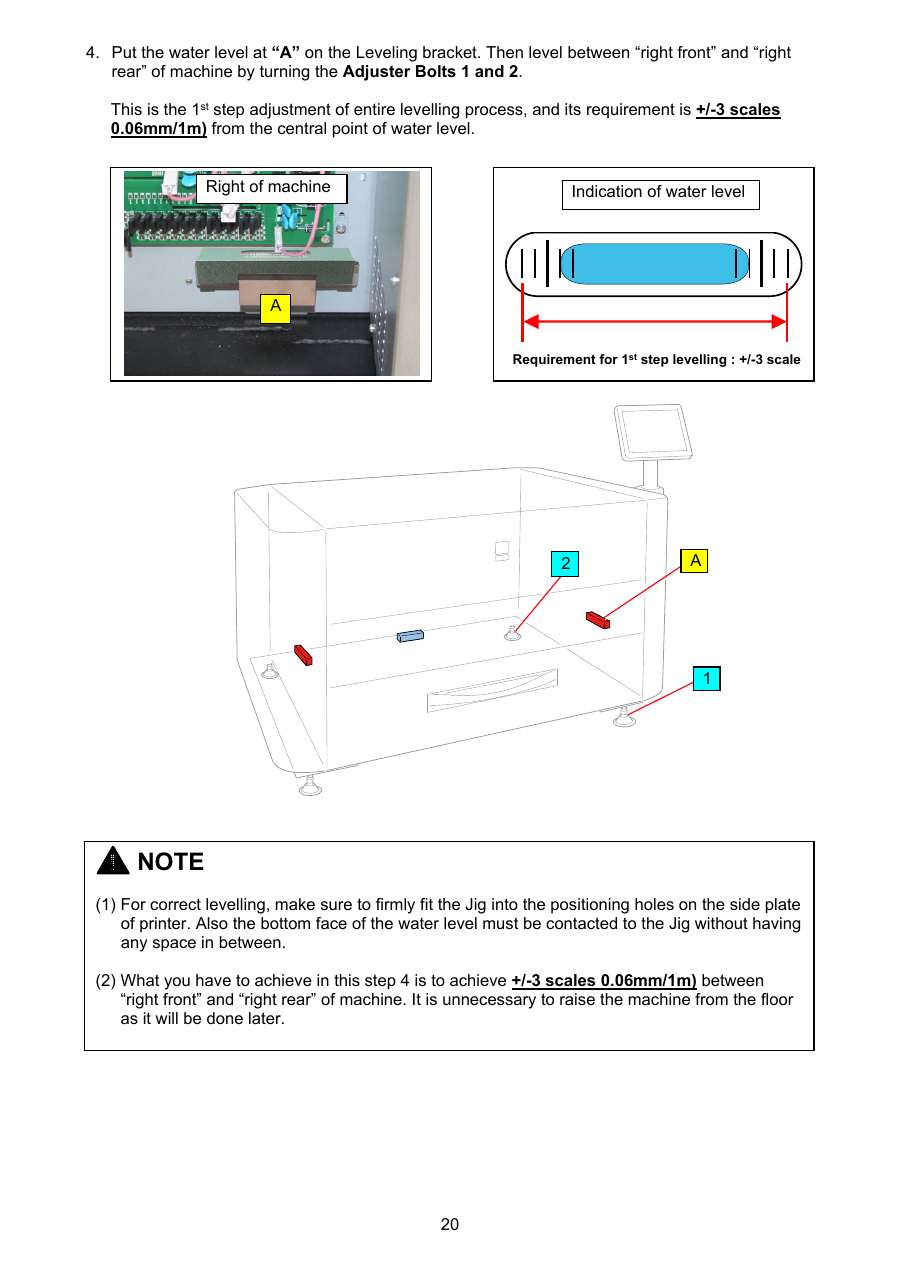 4. Put the water level at “A” on the Leveling bracket. Then level between “right front” and “right
rear” of machine by turning the Adjuster Bolts 1 and 2.
This is the 1st step adjustment of entire levelling process, and its requirement is +/-3 scales
0.06mm/1m) from the central point of water level.
Right of machine
A
Indication of water level
Requirement for 1st step levelling : +/-3 scale
2
A
1
NOTE
(1) For correct levelling, make sure to firmly fit the Jig into the positioning holes on the side plate
of printer. Also the bottom face of the water level must be contacted to the Jig without having
any space in between.
(2) What you have to achieve in this step 4 is to achieve +/-3 scales 0.06mm/1m) between
“right front” and “right rear” of machine. It is unnecessary to raise the machine from the floor
as it will be done later.
20